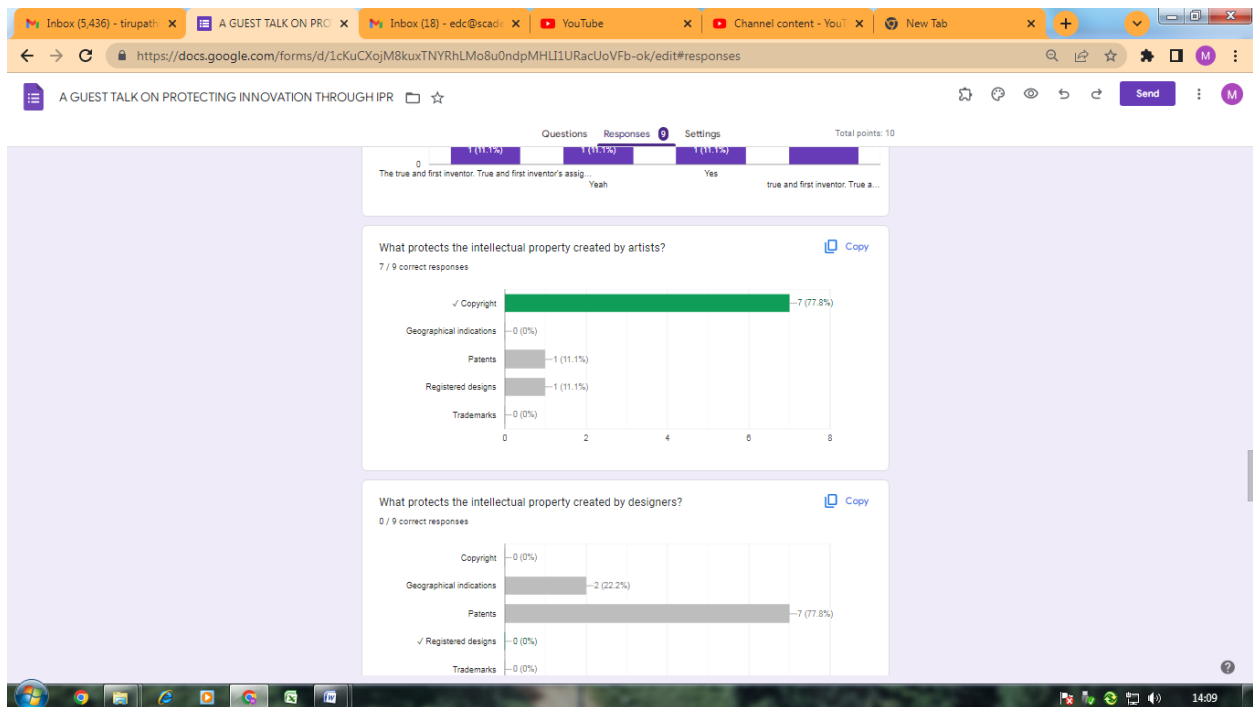 Inbox (5,436) - tirupath
A GUEST TALK ON PRO
Inbox (18) - edc@scade
YouTube
Channel content - YouT
New Tab
https://docs.google.com/forms/d/1cKuCXojM8kuxTNYRhLMo8u0ndpMHLI1URacUoVFb-ok/edit#responses
M
A GUEST TALK ON PROTECTING INNOVATION THROUGH IPR
Send
M
Questions Responses 9 Settings
Total points: 10
1 (11.1%) 1 (11.1%) 1 (11.1%)
0
The true and first inventor. True and first inventor's assig...
Yeah
Yes
true and first inventor. True a...
What protects the intellectual property created by artists?
Copy
7 / 9 correct responses
✓ Copyright 7 (77.8%)
Geographical indications 0 (0%)
Patents 1 (11.1%)
Registered designs 1 (11.1%)
Trademarks 0 (0%)
0 2 4 6 8
What protects the intellectual property created by designers?
Copy
0 / 9 correct responses
Copyright 0 (0%)
Geographical indications 2 (22.2%)
Patents 7 (77.8%)
✓ Registered designs 0 (0%)
Trademarks 0 (0%)
14:09